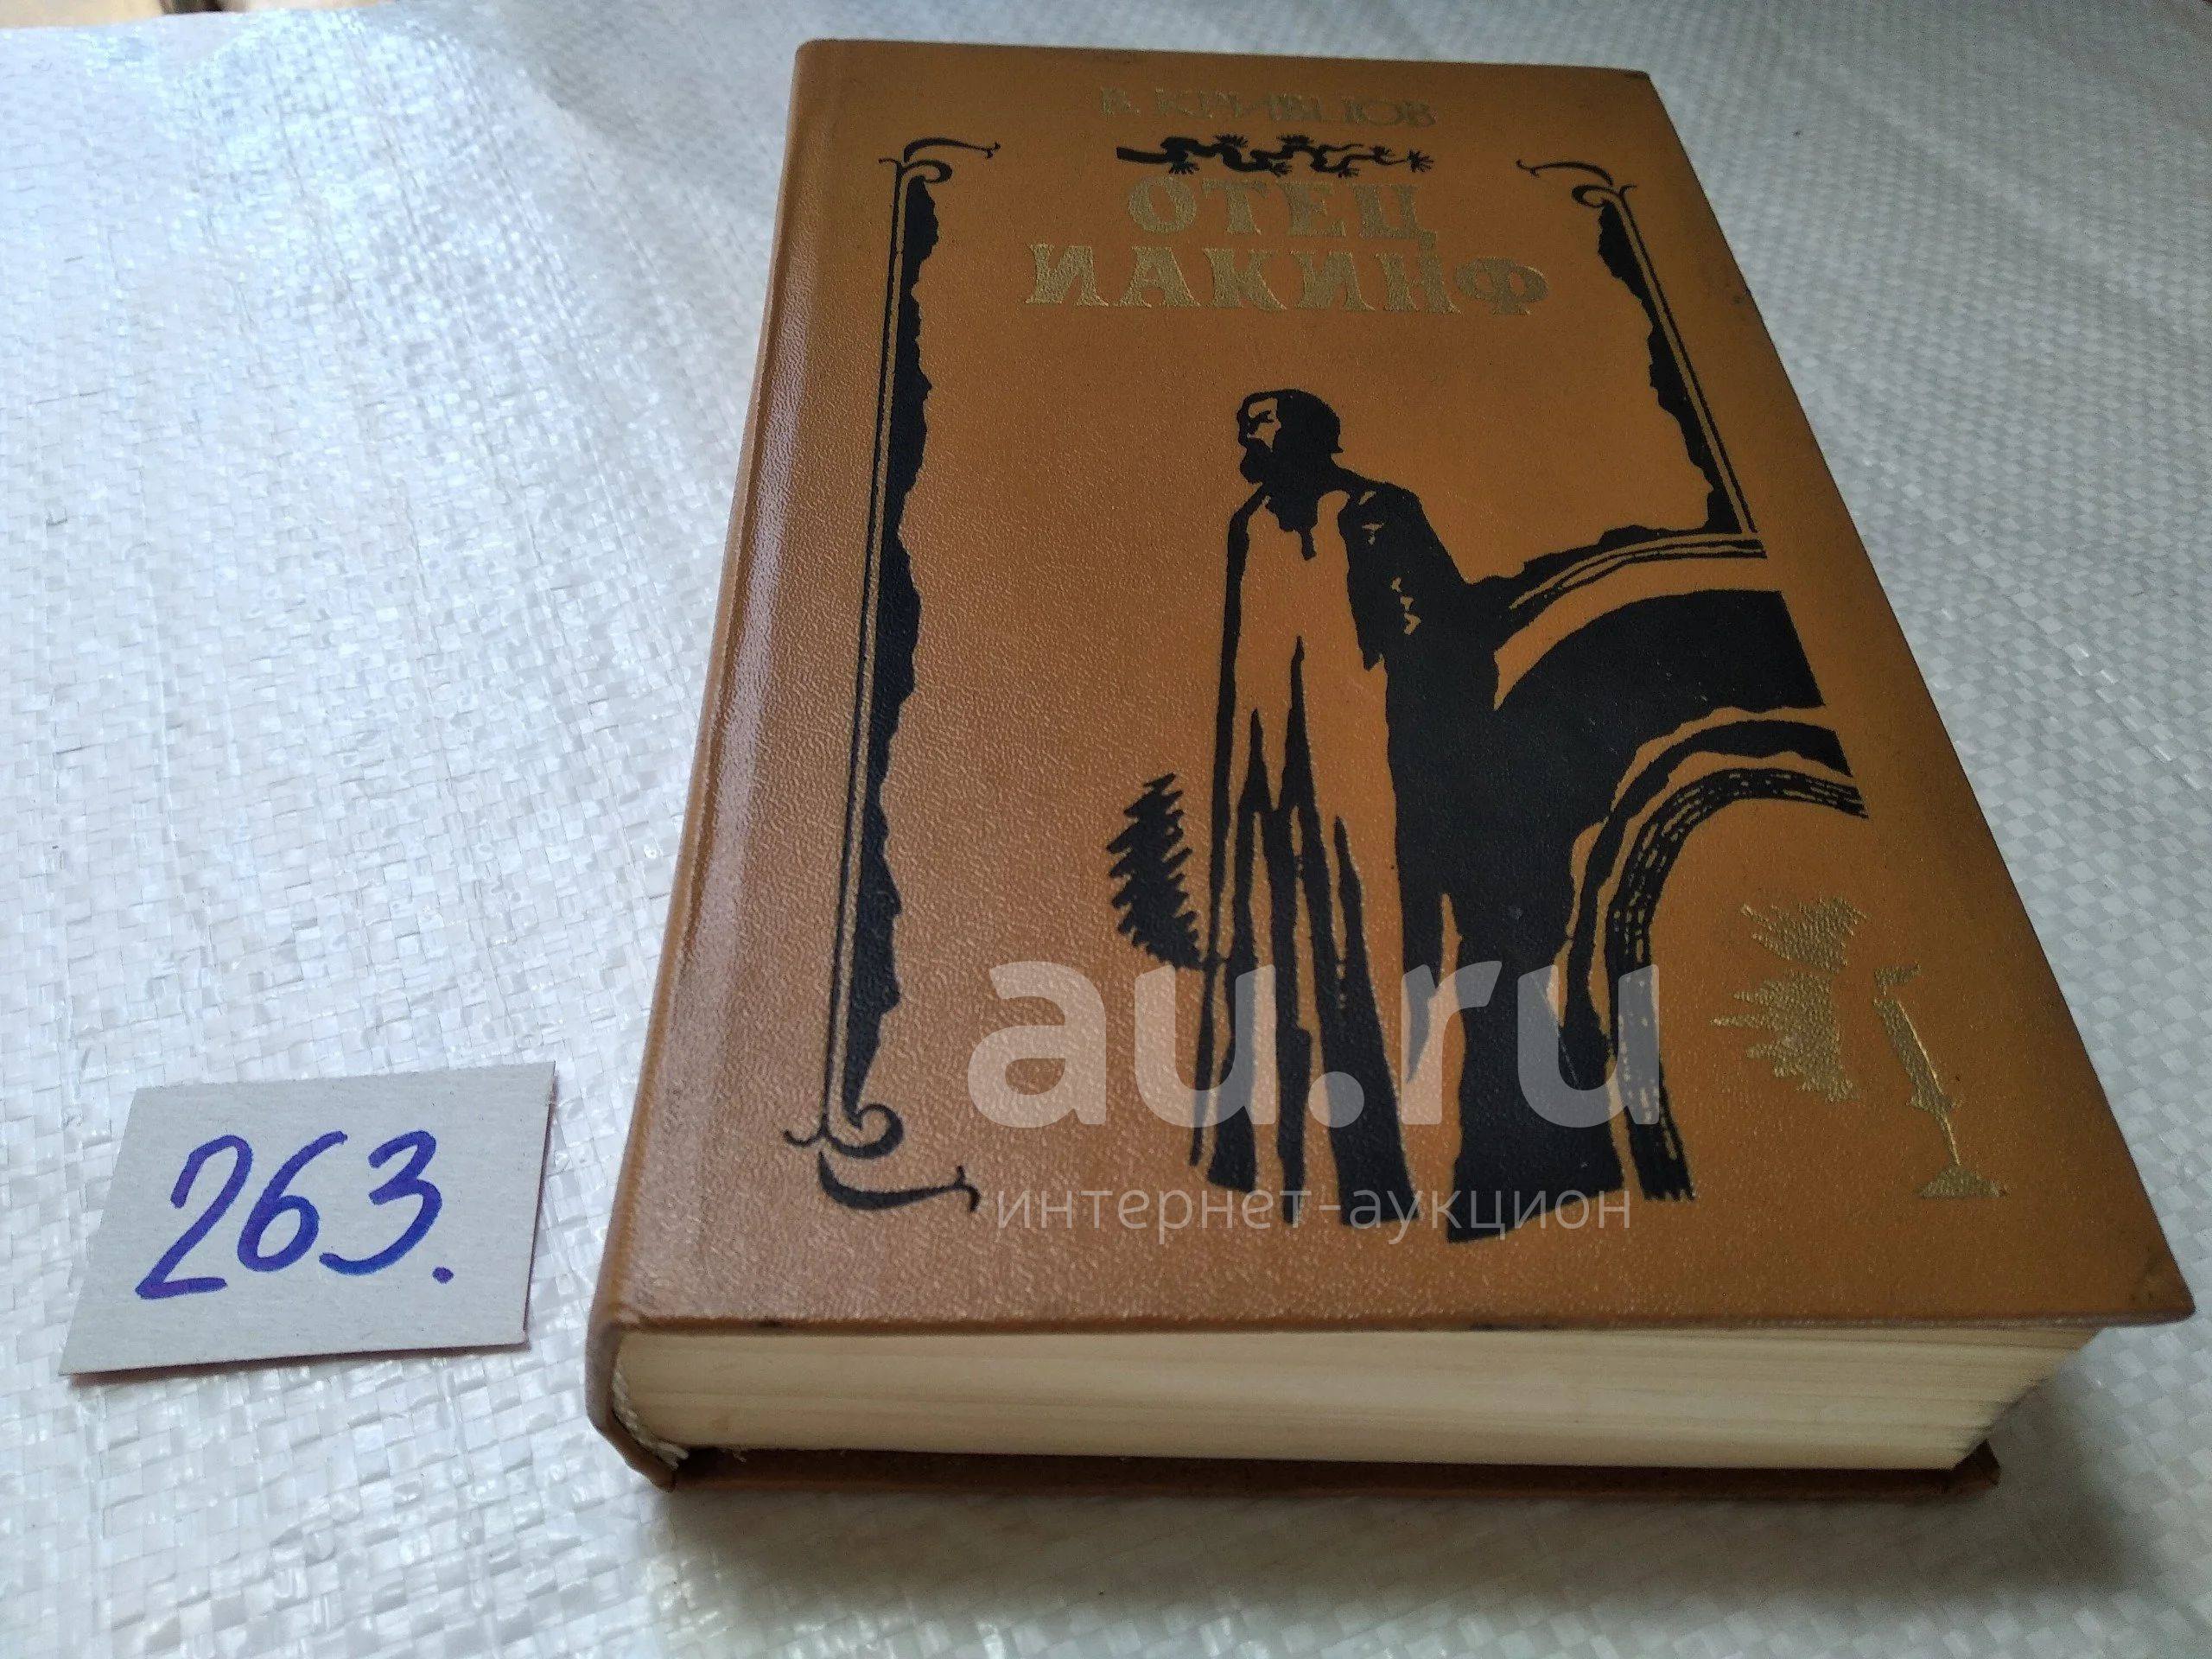 В. КРИВЦОВ
ОТЕЦ
ИАКИНФ
263.
au.ru
интернет-аукцион